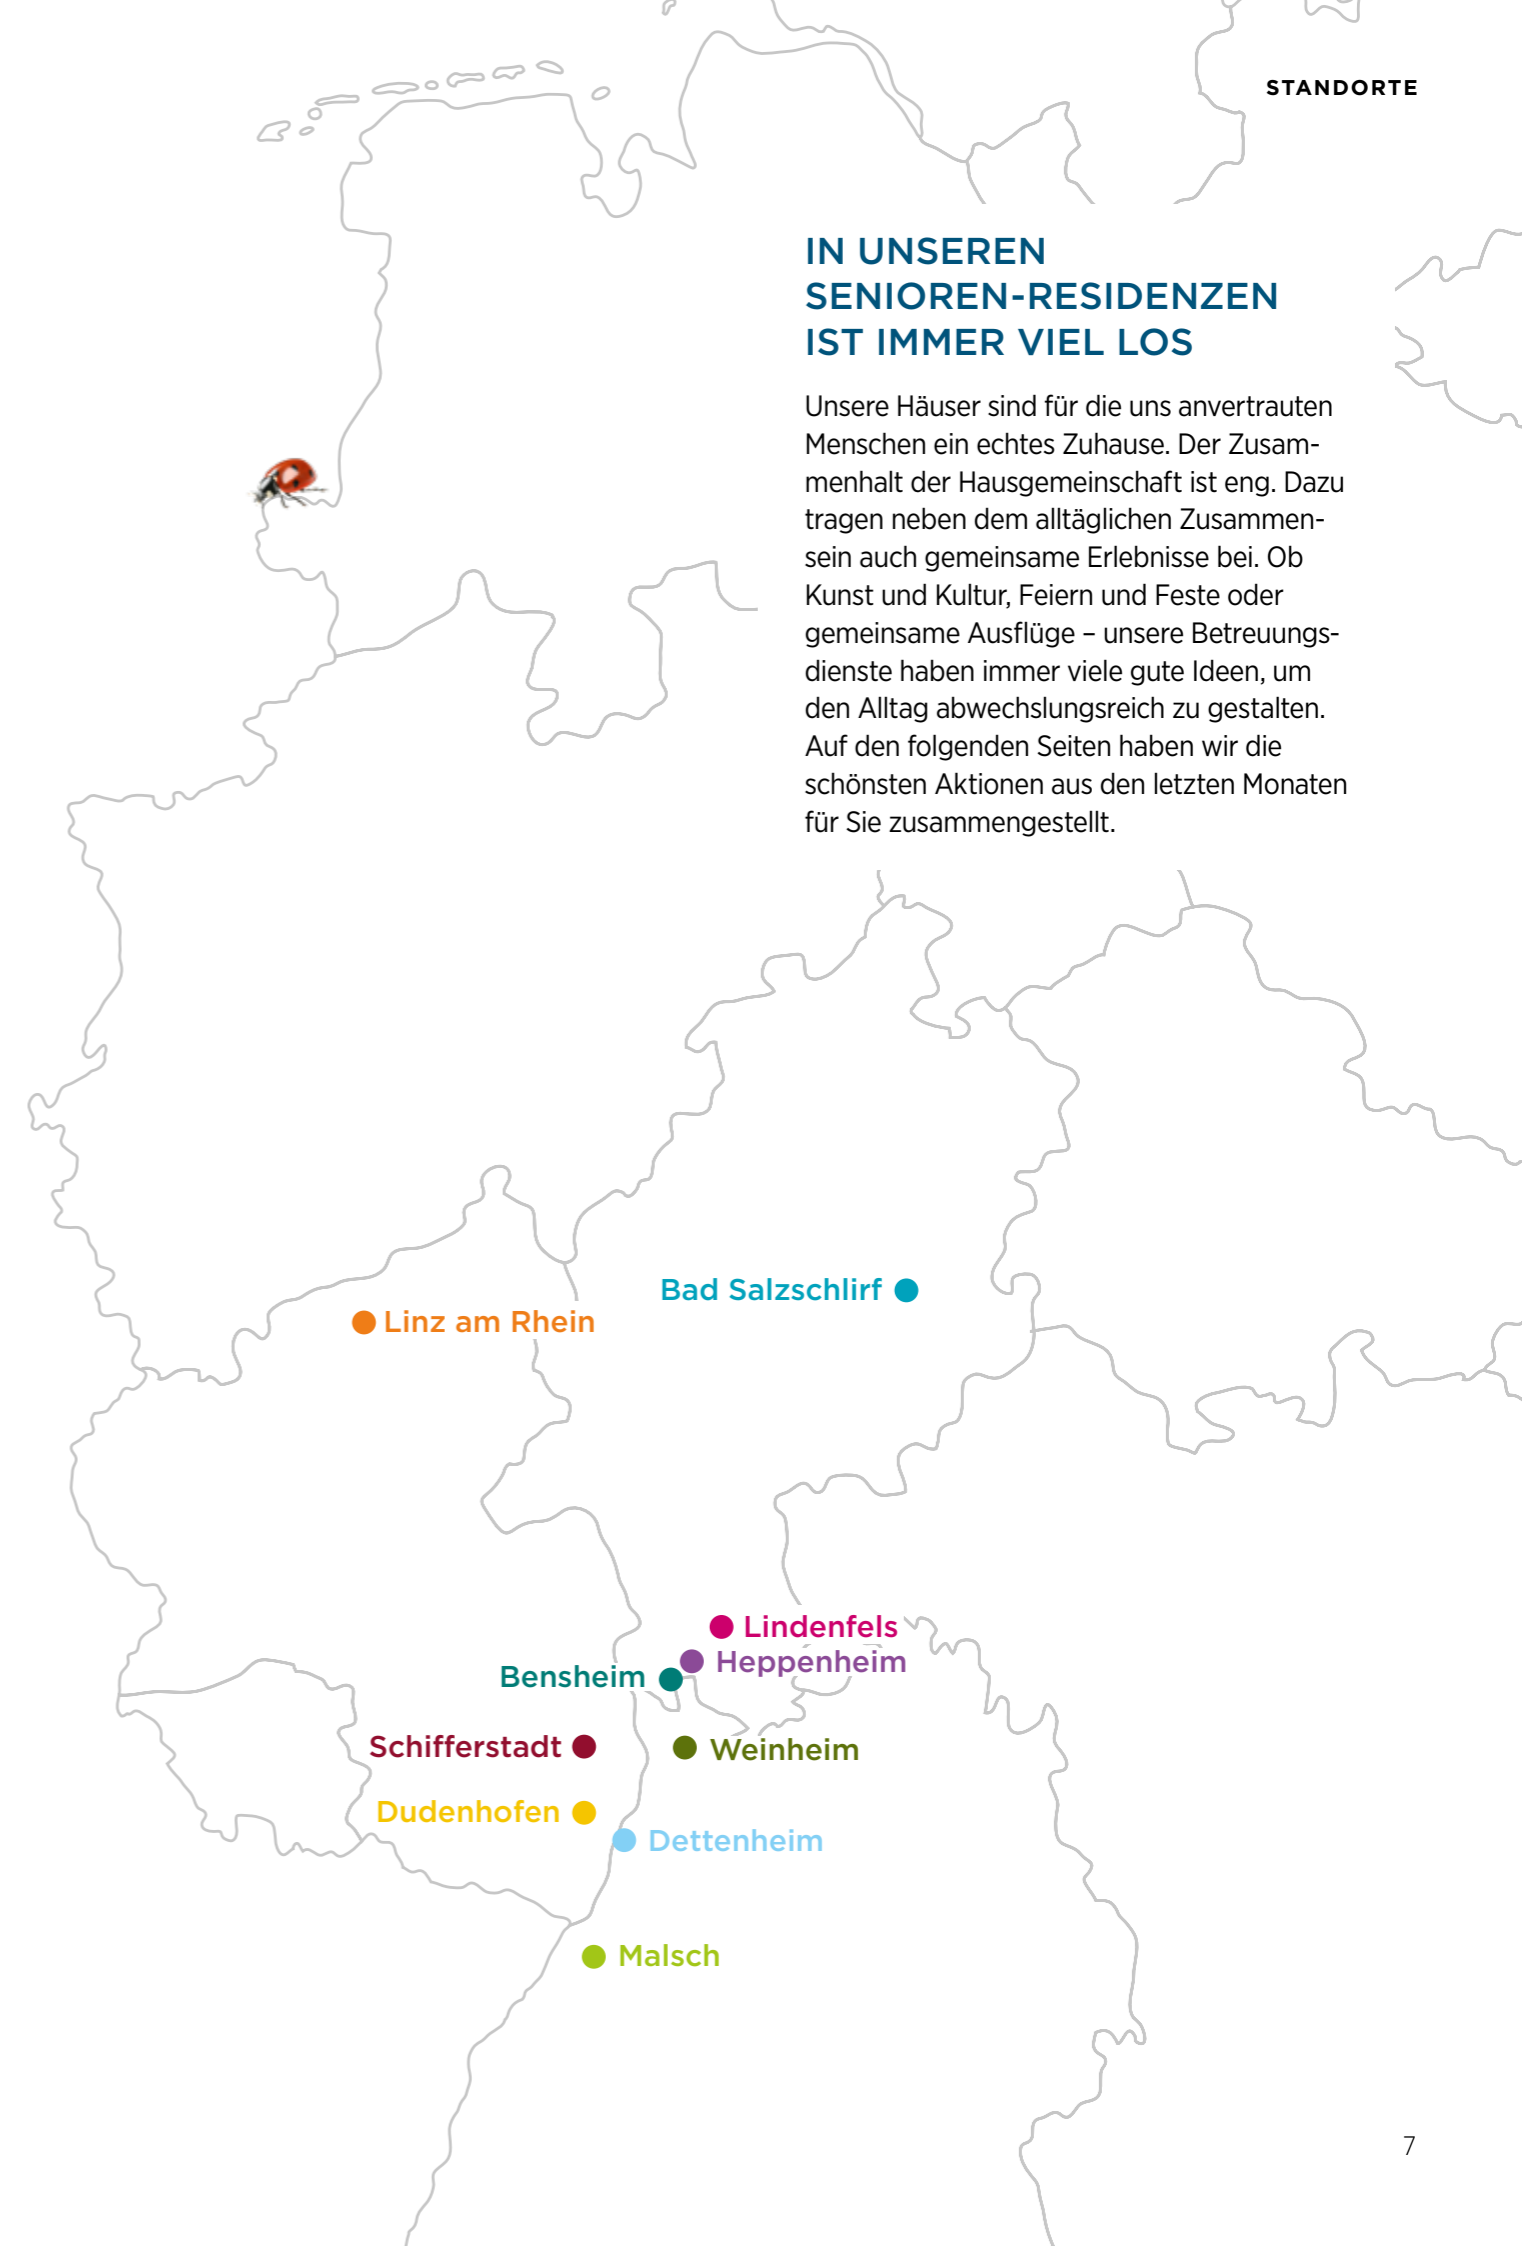 STANDORTE
IN UNSEREN
SENIOREN-RESIDENZEN
IST IMMER VIEL LOS
Unsere Häuser sind für die uns anvertrauten
Menschen ein echtes Zuhause. Der Zusam-
menhalt der Hausgemeinschaft ist eng. Dazu
tragen neben dem alltäglichen Zusammen-
sein auch gemeinsame Erlebnisse bei. Ob
Kunst und Kultur, Feiern und Feste oder
gemeinsame Ausflüge – unsere Betreuungs-
dienste haben immer viele gute Ideen, um
den Alltag abwechslungsreich zu gestalten.
Auf den folgenden Seiten haben wir die
schönsten Aktionen aus den letzten Monaten
für Sie zusammengestellt.
Bad Salzschlirf
Linz am Rhein
Lindenfels
Heppenheim
Bensheim
Schifferstadt
Weinheim
Dudenhofen
Dettenheim
Malsch
7